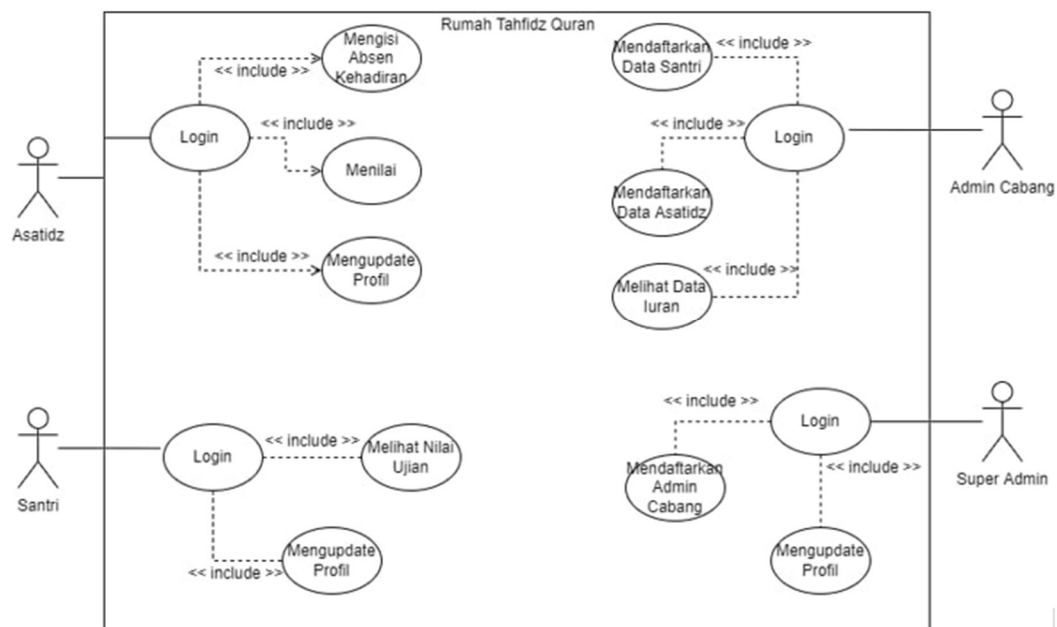 Rumah Tahfidz Quran
Mengisi
Absen
Kehadiran
<< include >>
Login
<< include >>
Menilai
<< include >>
Mengupdate
Profil
Asatidz
Mendaftarkan
Data Santri
<< include >>
<< include >>
Login
Mendaftarkan
Data Asatidz
<< include >>
Melihat Data
Iuran
Admin Cabang
Login
<< include >>
Melihat Nilai
Ujian
<< include >>
Mengupdate
Profil
Santri
<< include >>
Login
Mendaftarkan
Admin
Cabang
<< include >>
Mengupdate
Profil
Super Admin